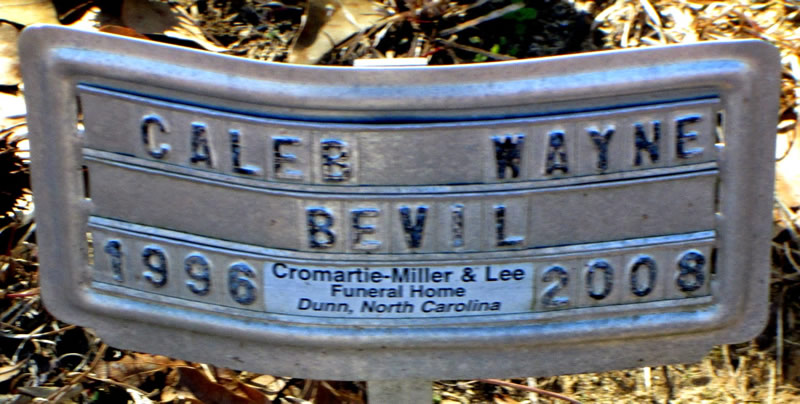 CALEB WAYNE
BEVIL
1996 2008
Cromartie-Miller & Lee
Funeral Home
Dunn, North Carolina